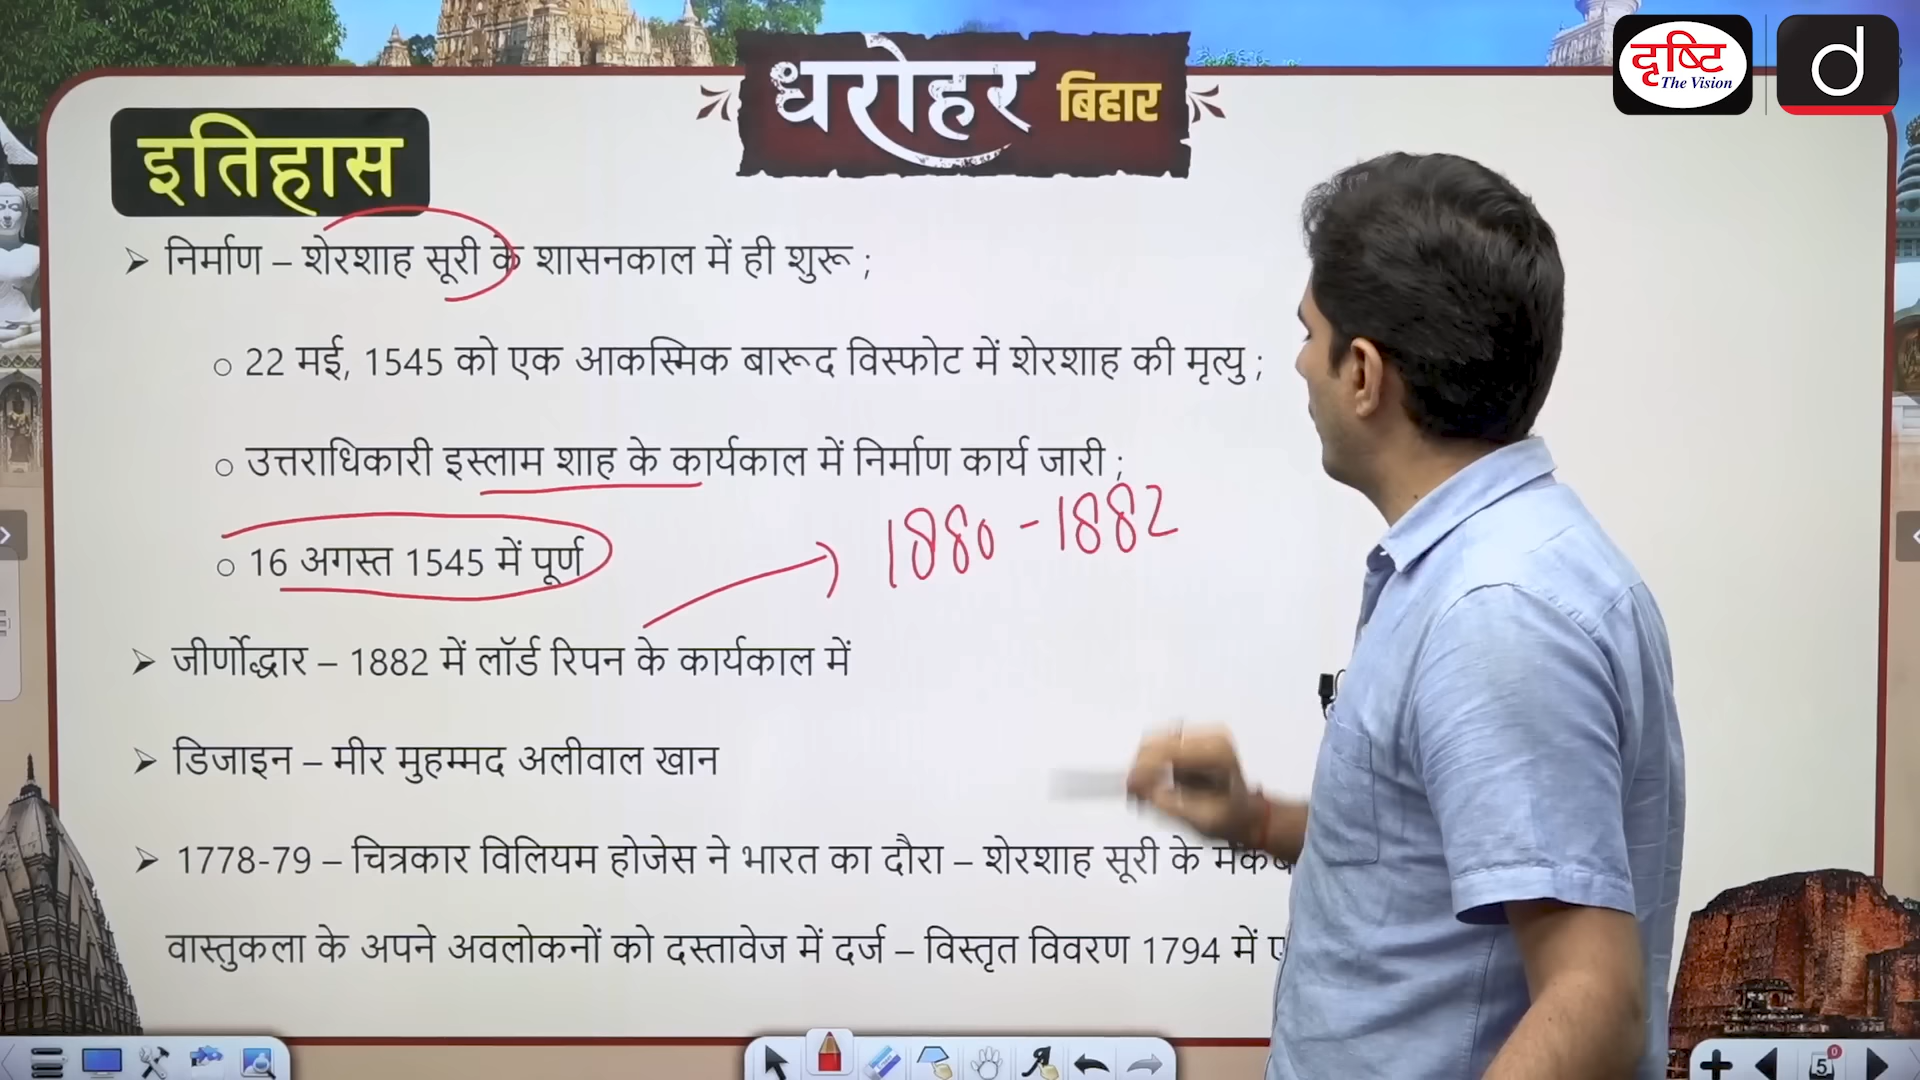 धरोहर बिहार
दृष्टि
The Vision
d
इतिहास
➢ निर्माण – शेरशाह सूरी के शासनकाल में ही शुरू ;
○ 22 मई, 1545 को एक आकस्मिक बारूद विस्फोट में शेरशाह की मृत्यु ;
○ उत्तराधिकारी इस्लाम शाह के कार्यकाल में निर्माण कार्य जारी ;
1880 - 1882
○ 16 अगस्त 1545 में पूर्ण
➢ जीर्णोद्धार – 1882 में लॉर्ड रिपन के कार्यकाल में
➢ डिजाइन – मीर मुहम्मद अलीवाल खान
➢ 1778-79 – चित्रकार विलियम होजेस ने भारत का दौरा – शेरशाह सूरी के
वास्तुकला के अपने अवलोकनों को दस्तावेज में दर्ज – विस्तृत विवरण 1794 में
5
0